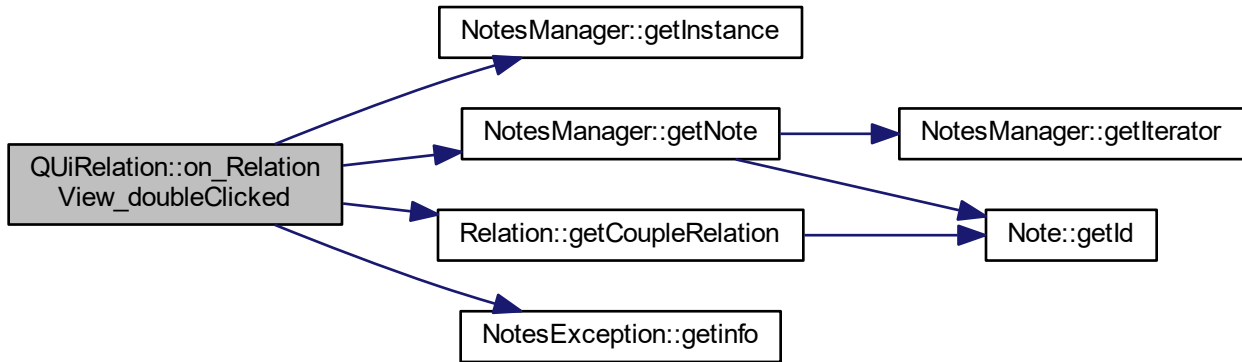 NotesManager::getInstance
NotesManager::getNote
NotesManager::getIterator
QUiRelation::on_Relation
View_doubleClicked
Relation::getCoupleRelation
Note::getId
NotesException::getinfo